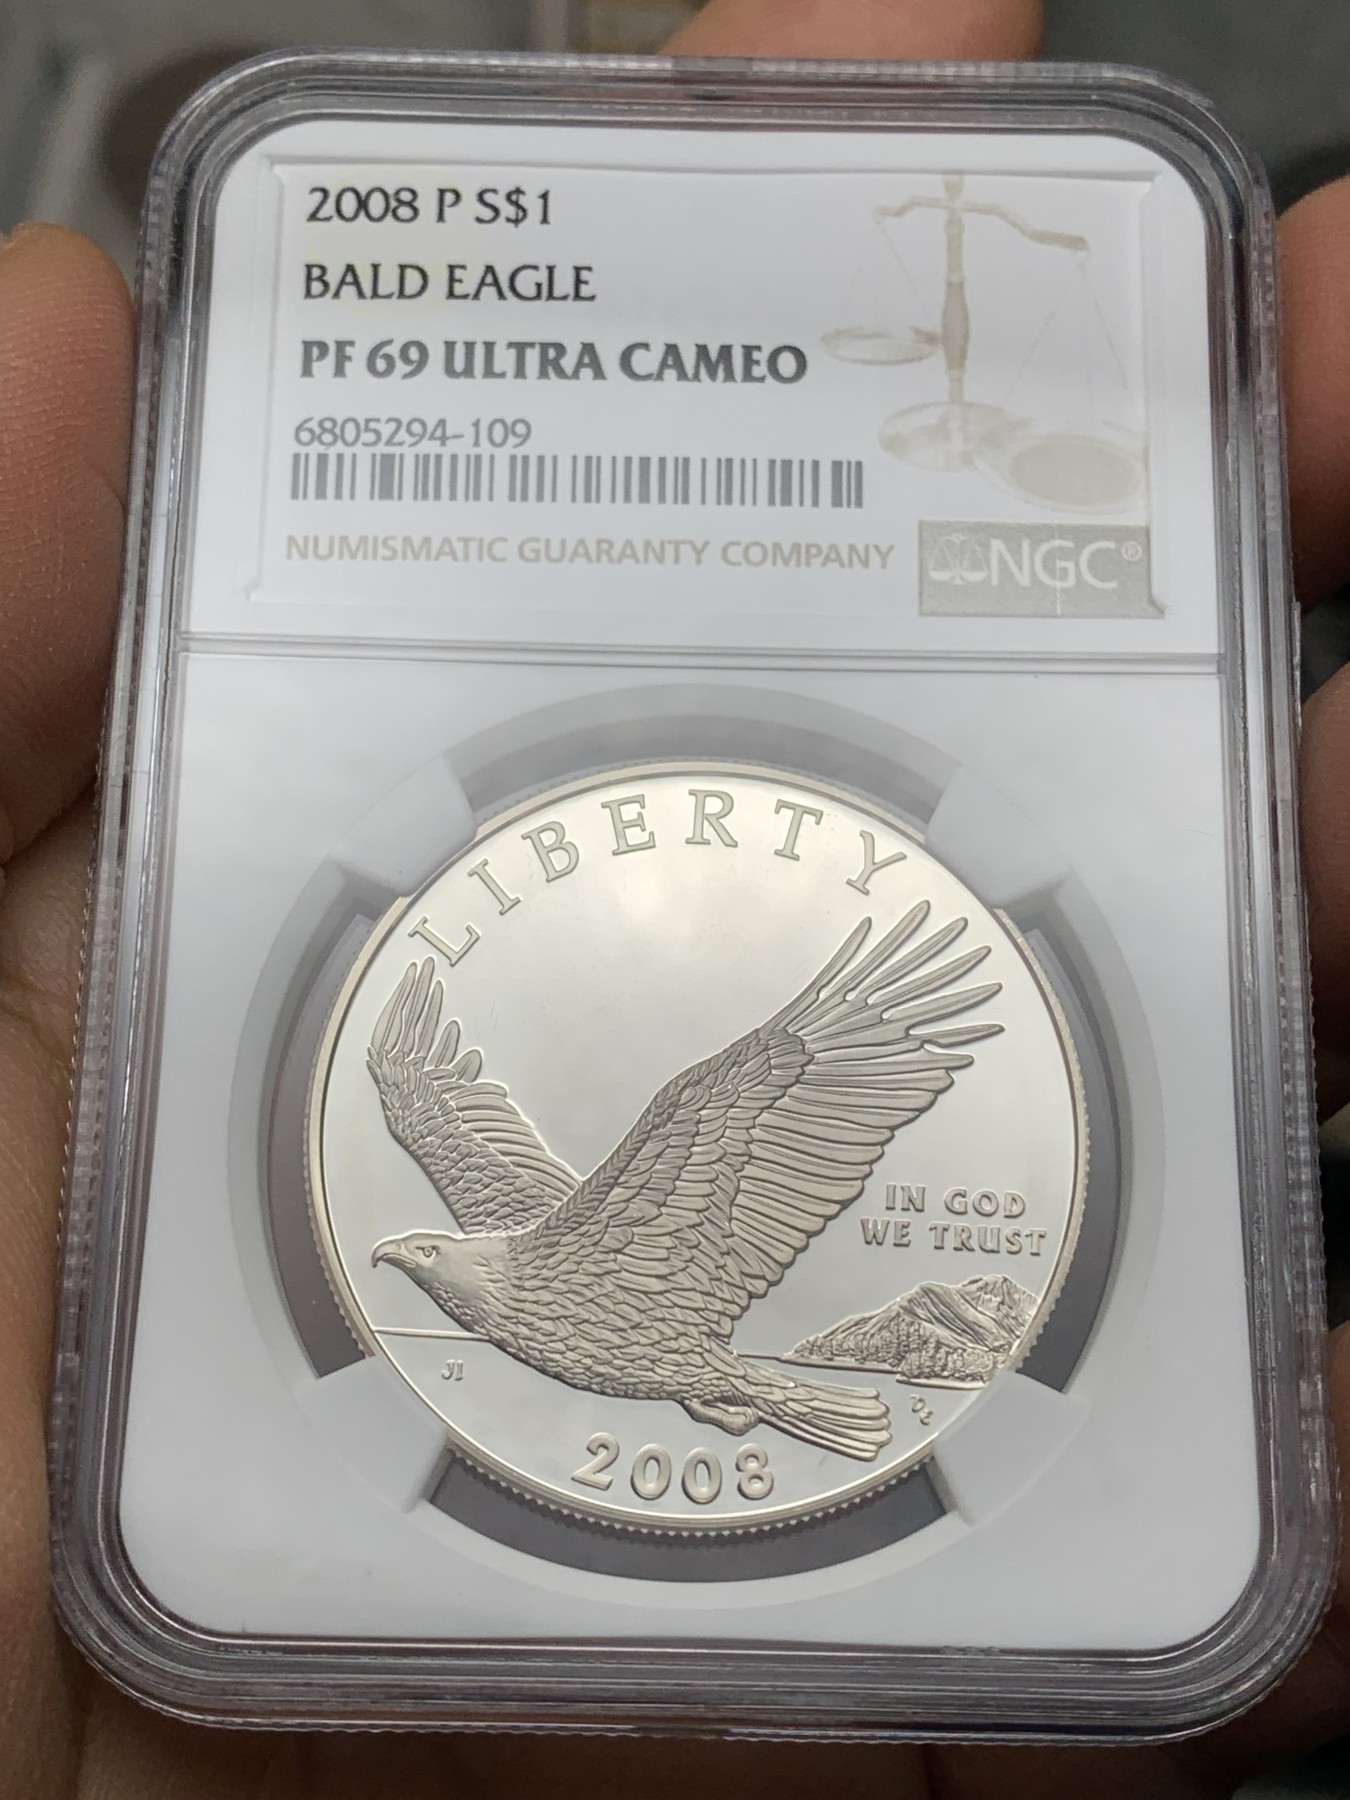 2008 P S$1
BALD EAGLE
PF 69 ULTRA CAMEO
6805294-109
NUMISMATIC GUARANTY COMPANY
NGC®
LIBERTY
IN GOD
WE TRUST
JI
2008